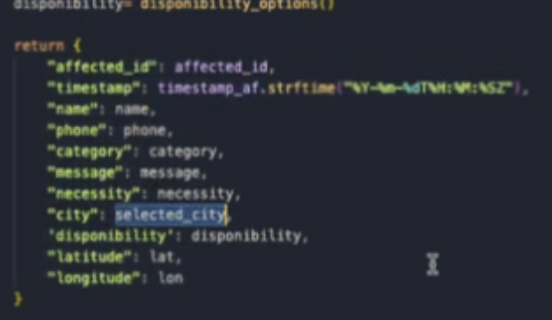 disponibility= disponibility_options()
return {
"affected_id": affected_id,
"timestamp": timestamp_af.strftime("%Y-%m-%dT%H:%M:%SZ"),
"name": name,
"phone": phone,
"category": category,
"message": message,
"necessity": necessity,
"city": selected_city,
'disponibility': disponibility,
"latitude": lat,
"longitude": lon
}